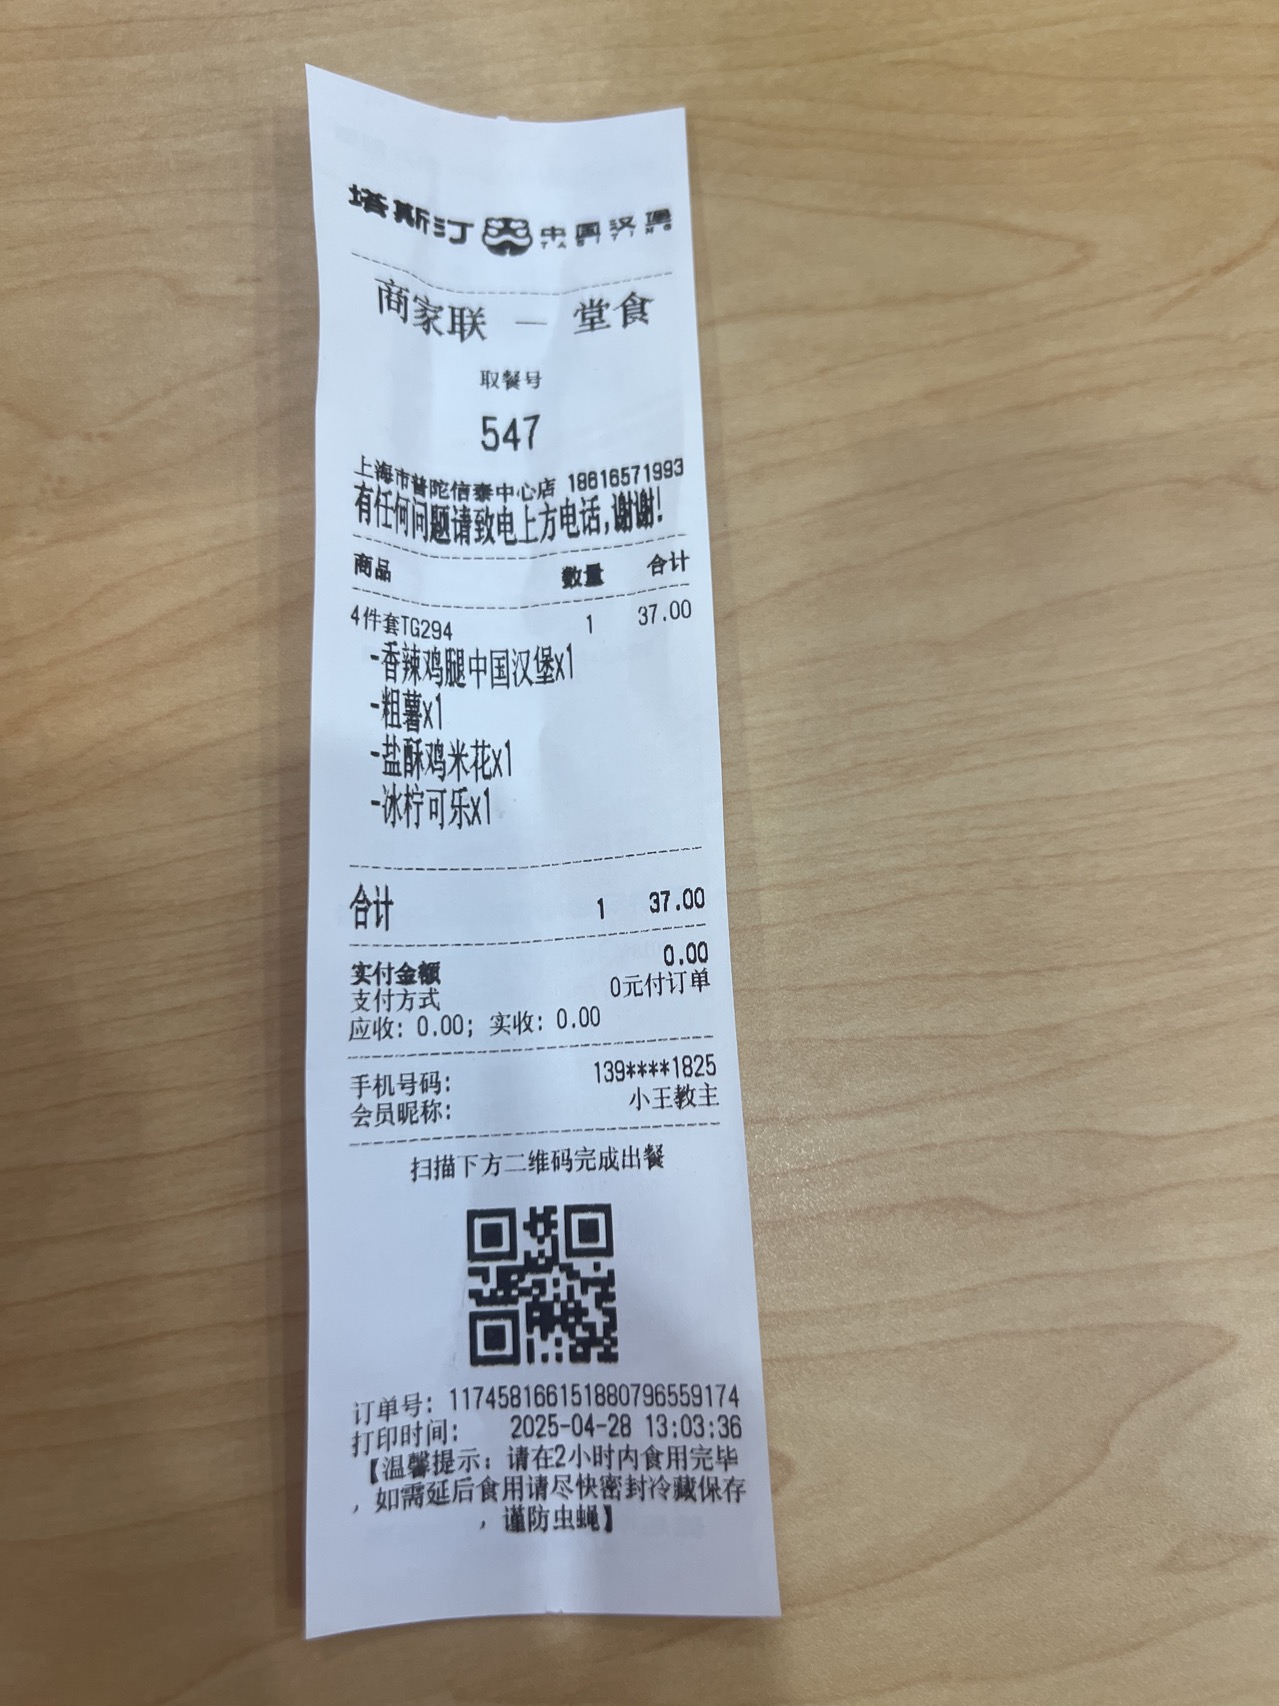 塔斯汀 中国汉堡
TASITING
商家联 — 堂食
取餐号
547
上海市普陀信泰中心店 18616571993
有任何问题请致电上方电话,谢谢!
商品 数量 合计
4件套TG294 1 37.00
-香辣鸡腿中国汉堡x1
-粗薯x1
-盐酥鸡米花x1
-冰柠可乐x1
合计 1 37.00
实付金额 0.00
支付方式 0元付订单
应收: 0.00; 实收: 0.00
手机号码: 139****1825
会员昵称: 小王教主
扫描下方二维码完成出餐
订单号: 1174581661518807965​59174
打印时间: 2025-04-28 13:03:36
【温馨提示: 请在2小时内食用完毕
, 如需延后食用请尽快密封冷藏保存
, 谨防虫蝇】